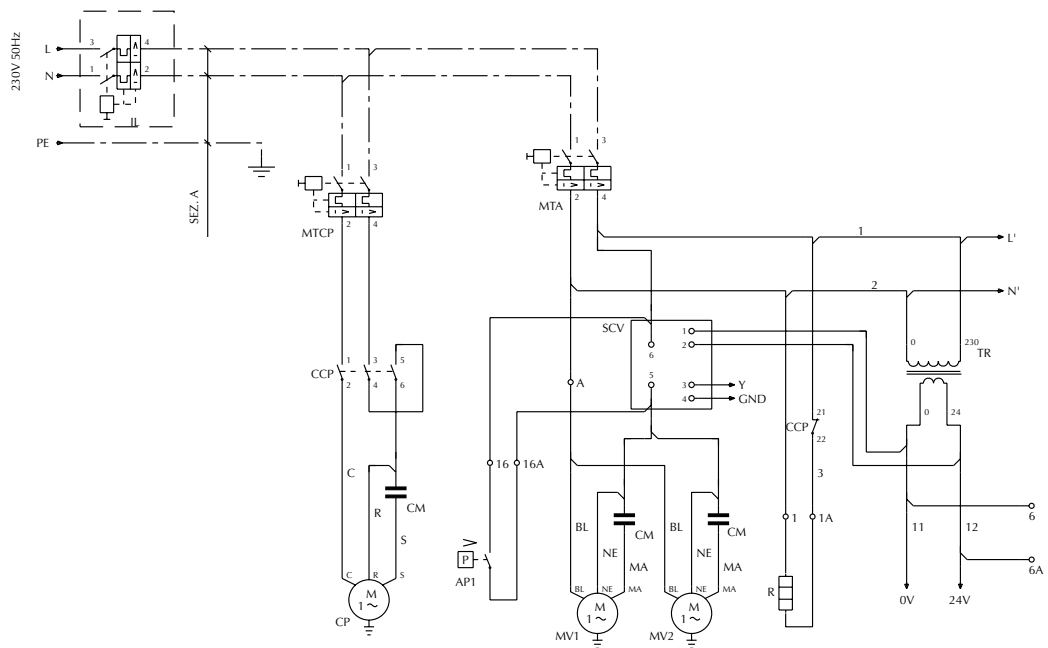 230V 50Hz
L
3
4
N
1
2
IL
PE
SEZ. A
1
3
MTCP
2
4
1
3
MTA
2
4
1
L'
2
N'
SCV
1
2
6
5
3
Y
4
GND
0
230
TR
0
24
CCP
1
3
5
2
4
6
A
CCP
21
22
16
16A
C
R
CM
S
3
BL
NE
CM
MA
BL
NE
CM
MA
1
1A
6
11
12
6A
P
AP1
C
R
S
M
1~
CP
BL
NE
MA
M
1~
MV1
BL
NE
MA
M
1~
MV2
R
0V
24V